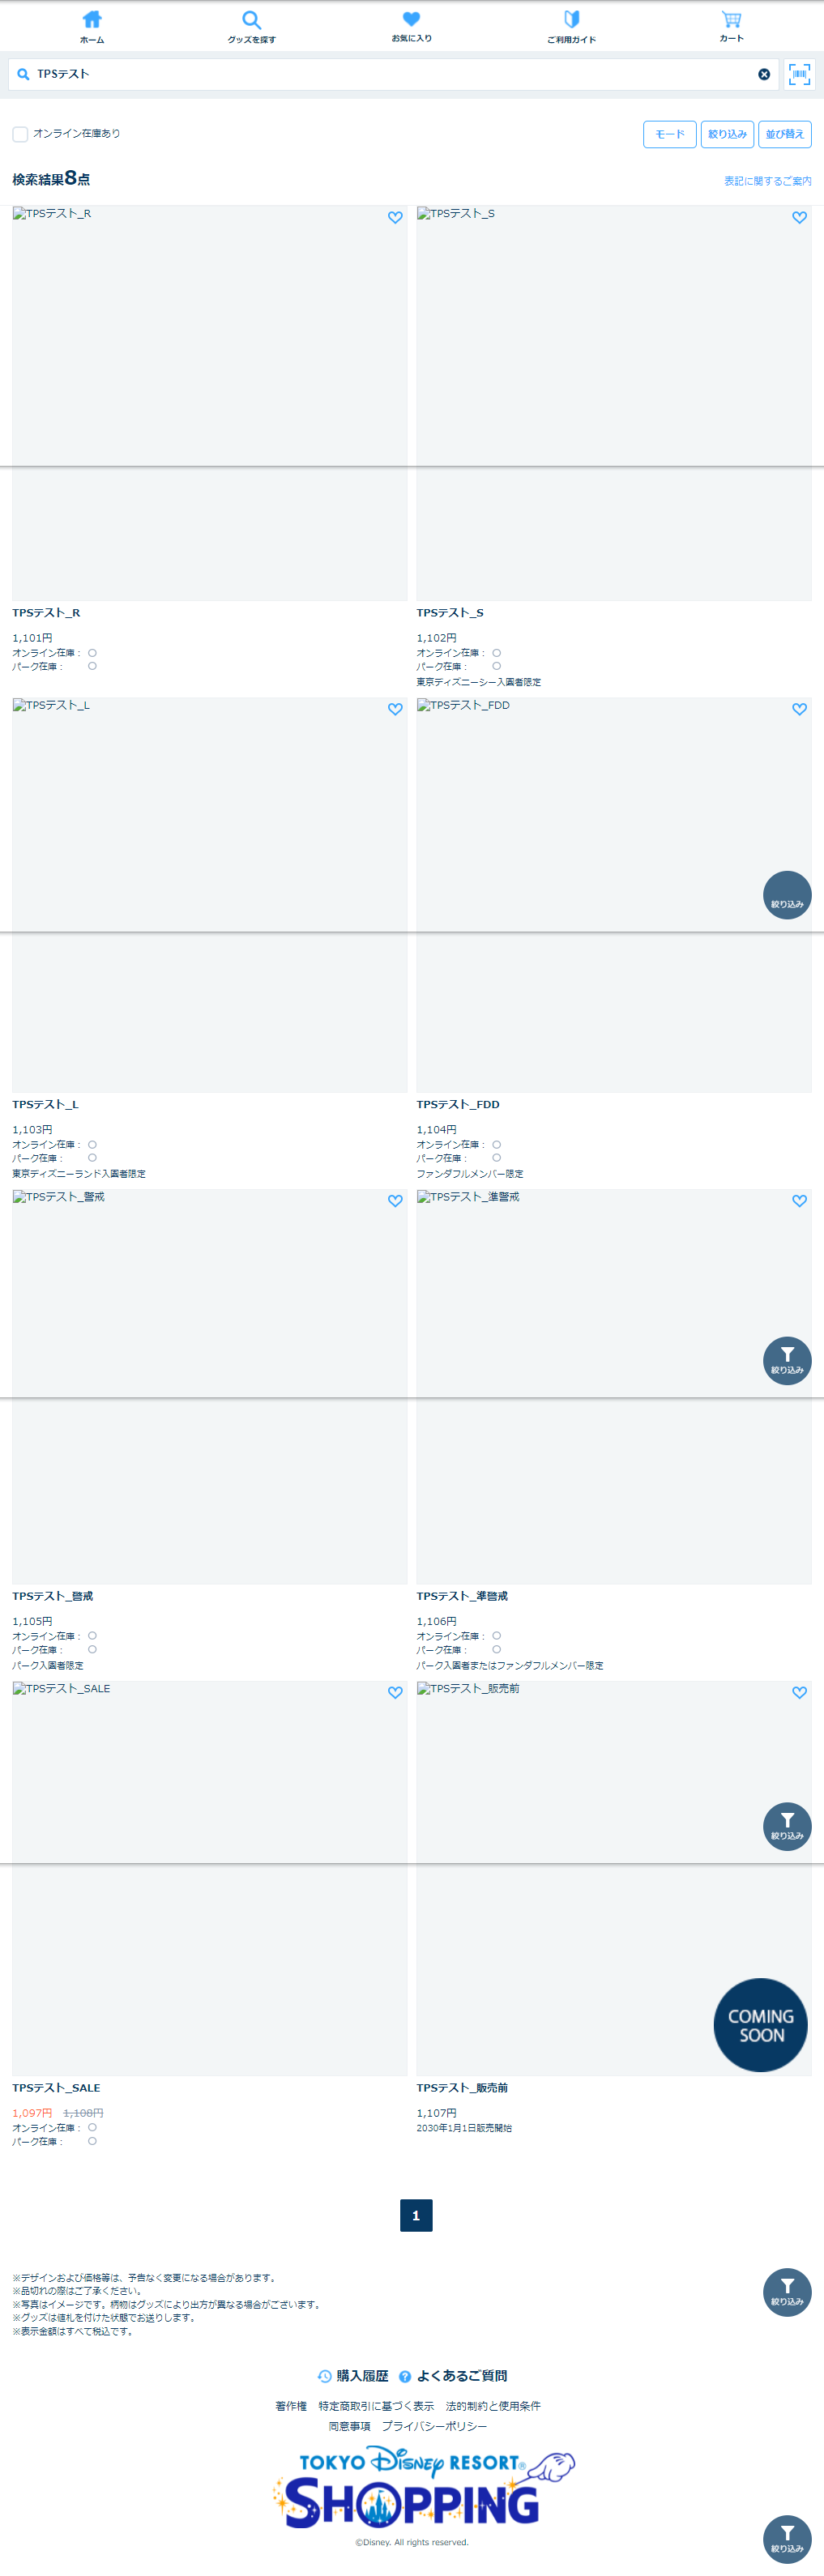 ホーム
グッズを探す
お気に入り
ご利用ガイド
カート
TPSテスト
オンライン在庫あり
モード
絞り込み
並び替え
検索結果8点
表記に関するご案内
TPSテスト_R
TPSテスト_S
TPSテスト_R
1,101円
オンライン在庫： ○
パーク在庫： ○
TPSテスト_S
1,102円
オンライン在庫： ○
パーク在庫： ○
東京ディズニーシー入園者限定
TPSテスト_L
TPSテスト_FDD
絞り込み
TPSテスト_L
1,103円
オンライン在庫： ○
パーク在庫： ○
東京ディズニーランド入園者限定
TPSテスト_FDD
1,104円
オンライン在庫： ○
パーク在庫： ○
ファンダフルメンバー限定
TPSテスト_警戒
TPSテスト_準警戒
絞り込み
TPSテスト_警戒
1,105円
オンライン在庫： ○
パーク在庫： ○
パーク入園者限定
TPSテスト_準警戒
1,106円
オンライン在庫： ○
パーク在庫： ○
パーク入園者またはファンダフルメンバー限定
TPSテスト_SALE
TPSテスト_販売前
絞り込み
COMING
SOON
TPSテスト_SALE
1,097円 1,108円
オンライン在庫： ○
パーク在庫： ○
TPSテスト_販売前
1,107円
2030年1月1日販売開始
1
※デザインおよび価格等は、予告なく変更になる場合があります。
※品切れの際はご了承ください。
※写真はイメージです。柄物はグッズにより出方が異なる場合がございます。
※グッズは値札を付けた状態でお送りします。
※表示金額はすべて税込です。
絞り込み
購入履歴 よくあるご質問
著作権 特定商取引に基づく表示 法的制約と使用条件
同意事項 プライバシーポリシー
TOKYO Disney RESORT®
SHOPPING
©Disney. All rights reserved.
絞り込み